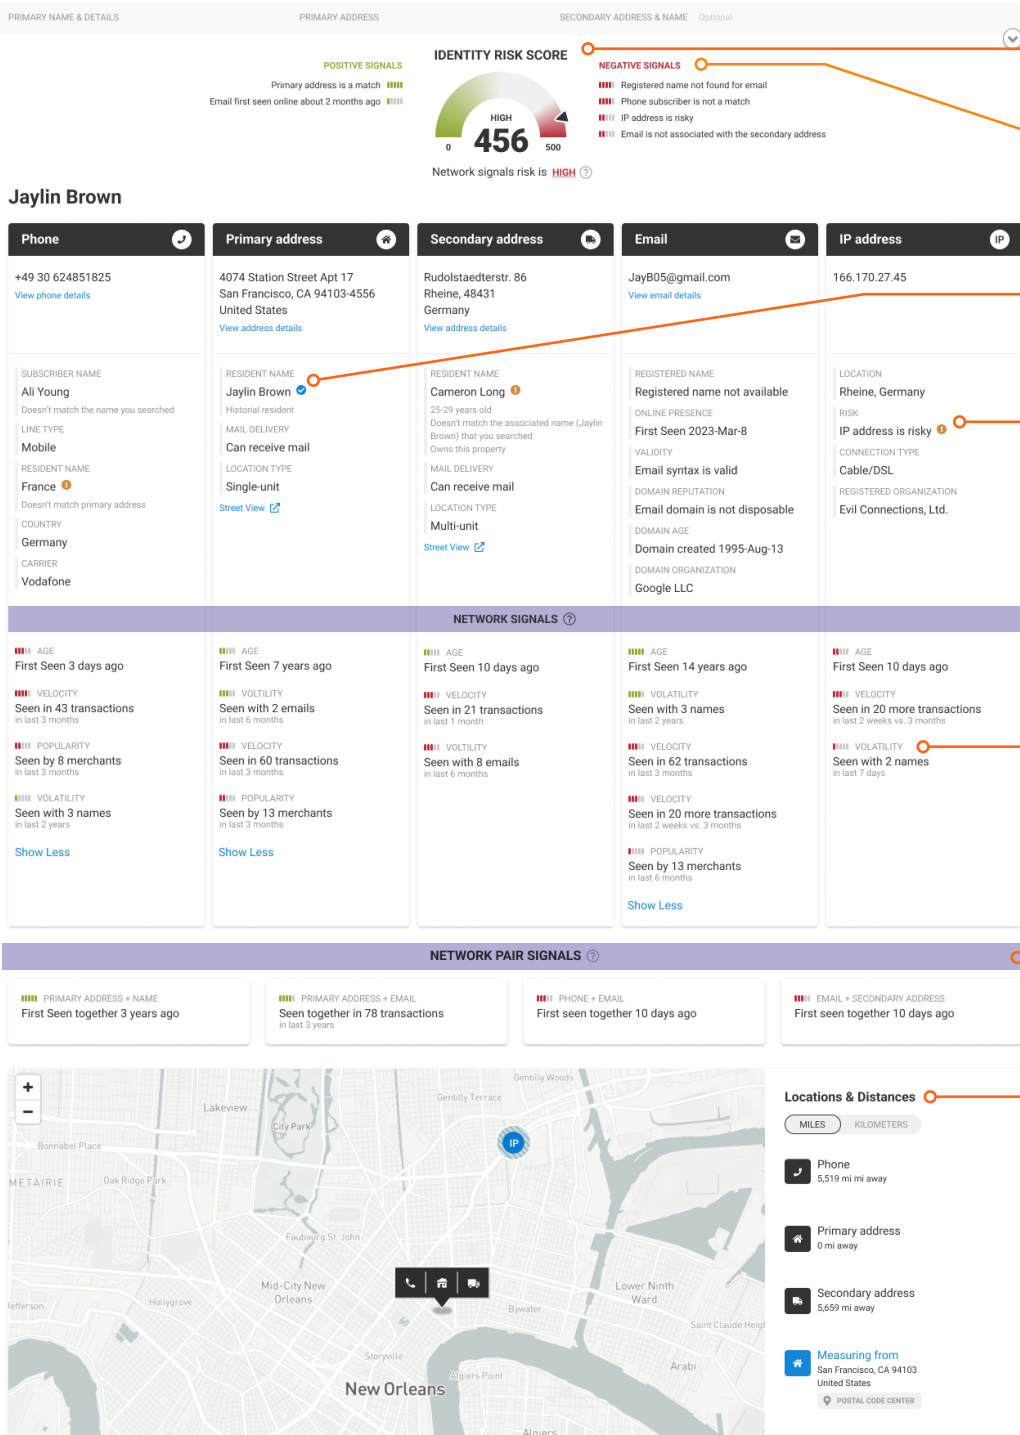 PRIMARY NAME & DETAILS
PRIMARY ADDRESS
SECONDARY ADDRESS & NAME Optional
IDENTITY RISK SCORE
POSITIVE SIGNALS
Primary address is a match
Email first seen online about 2 months ago
HIGH
456
0
500
Network signals risk is HIGH ?
NEGATIVE SIGNALS
Registered name not found for email
Phone subscriber is not a match
IP address is risky
Email is not associated with the secondary address
Jaylin Brown
Phone
+49 30 624851825
View phone details
SUBSCRIBER NAME
Ali Young
Doesn't match the name you searched
LINE TYPE
Mobile
RESIDENT NAME
France
Doesn't match primary address
COUNTRY
Germany
CARRIER
Vodafone
Primary address
4074 Station Street Apt 17
San Francisco, CA 94103-4556
United States
View address details
RESIDENT NAME
Jaylin Brown
Historial resident
MAIL DELIVERY
Can receive mail
LOCATION TYPE
Single-unit
Street View
Secondary address
Rudolstaedterstr. 86
Rheine, 48431
Germany
View address details
RESIDENT NAME
Cameron Long
25-29 years old
Doesn't match the associated name (Jaylin
Brown) that you searched
Owns this property
MAIL DELIVERY
Can receive mail
LOCATION TYPE
Multi-unit
Street View
Email
JayB05@gmail.com
View email details
REGISTERED NAME
Registered name not available
ONLINE PRESENCE
First Seen 2023-Mar-8
VALIDITY
Email syntax is valid
DOMAIN REPUTATION
Email domain is not disposable
DOMAIN AGE
Domain created 1995-Aug-13
DOMAIN ORGANIZATION
Google LLC
IP address
IP
166.170.27.45
LOCATION
Rheine, Germany
RISK
IP address is risky
CONNECTION TYPE
Cable/DSL
REGISTERED ORGANIZATION
Evil Connections, Ltd.
NETWORK SIGNALS ?
AGE
First Seen 3 days ago
VELOCITY
Seen in 43 transactions
in last 3 months
POPULARITY
Seen by 8 merchants
in last 3 months
VOLATILITY
Seen with 3 names
in last 2 years
Show Less
AGE
First Seen 7 years ago
VOLTILITY
Seen with 2 emails
in last 6 months
VELOCITY
Seen in 60 transactions
in last 3 months
POPULARITY
Seen by 13 merchants
in last 3 months
Show Less
AGE
First Seen 10 days ago
VELOCITY
Seen in 21 transactions
in last 1 month
VOLTILITY
Seen with 8 emails
in last 6 months
AGE
First Seen 14 years ago
VOLATILITY
Seen with 3 names
in last 2 years
VELOCITY
Seen in 62 transactions
in last 3 months
VELOCITY
Seen in 20 more transactions
in last 2 weeks vs. 3 months
POPULARITY
Seen by 13 merchants
in last 6 months
Show Less
AGE
First Seen 10 days ago
VELOCITY
Seen in 20 more transactions
in last 2 weeks vs. 3 months
VOLATILITY
Seen with 2 names
in last 7 days
NETWORK PAIR SIGNALS ?
PRIMARY ADDRESS + NAME
First Seen together 3 years ago
PRIMARY ADDRESS + EMAIL
Seen together in 78 transactions
in last 3 years
PHONE + EMAIL
First seen together 10 days ago
EMAIL + SECONDARY ADDRESS
First seen together 10 days ago
+
−
Gentilly Woods
Gentilly Terrace
Lakeview
City Park
Bonnabel Place
IP
METAIRIE
Oak Ridge Park
Faubourg St. John
Mid-City New
Orleans
Lower Ninth
Ward
Jefferson
Hollygrove
Bywater
Saint Claude Heigh
Storyville
Arabi
Algiers Point
New Orleans
Algiers
Locations & Distances
MILES
KILOMETERS
Phone
5,519 mi mi away
Primary address
0 mi away
Secondary address
5,659 mi away
Measuring from
San Francisco, CA 94103
United States
POSTAL CODE CENTER